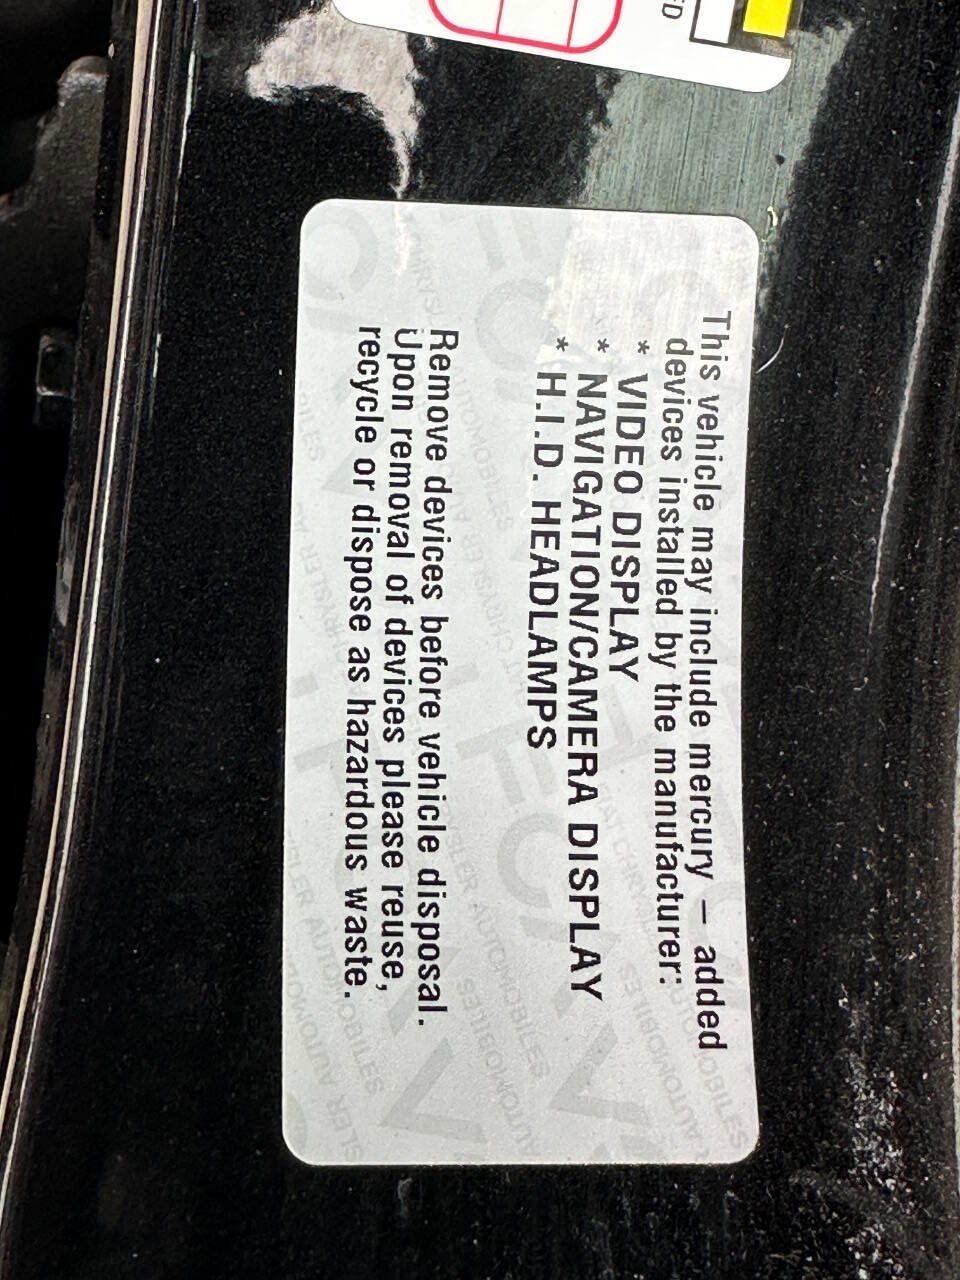 This vehicle may include mercury – added
devices installed by the manufacturer:
* VIDEO DISPLAY
* NAVIGATION/CAMERA DISPLAY
* H.I.D. HEADLAMPS
Remove devices before vehicle disposal.
Upon removal of devices please reuse,
recycle or dispose as hazardous waste.